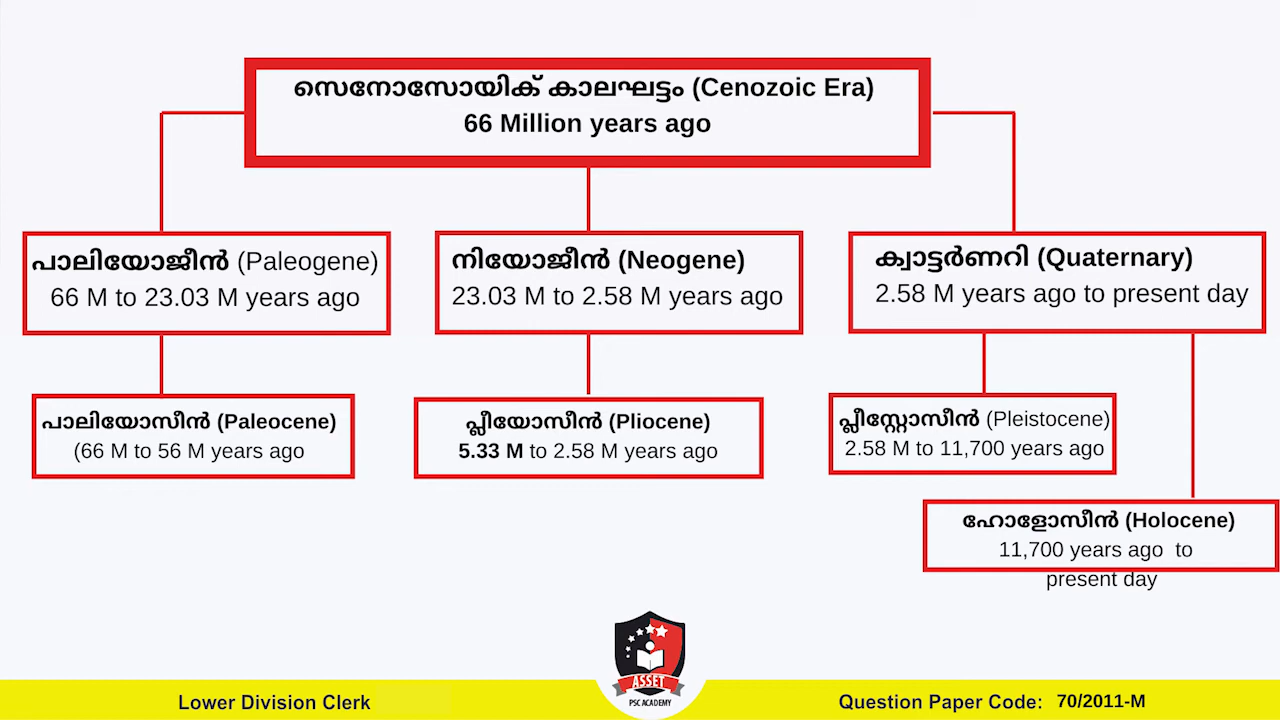 സെനോസോയിക് കാലഘട്ടം (Cenozoic Era)
66 Million years ago
പാലിയോജീൻ (Paleogene)
66 M to 23.03 M years ago
നിയോജീൻ (Neogene)
23.03 M to 2.58 M years ago
ക്വാട്ടർണറി (Quaternary)
2.58 M years ago to present day
പാലിയോസീൻ (Paleocene)
(66 M to 56 M years ago
പ്ലീയോസീൻ (Pliocene)
5.33 M to 2.58 M years ago
പ്ലീസ്റ്റോസീൻ (Pleistocene)
2.58 M to 11,700 years ago
ഹോളോസീൻ (Holocene)
11,700 years ago to
present day
ASSET
PSC ACADEMY
Lower Division Clerk
Question Paper Code: 70/2011-M